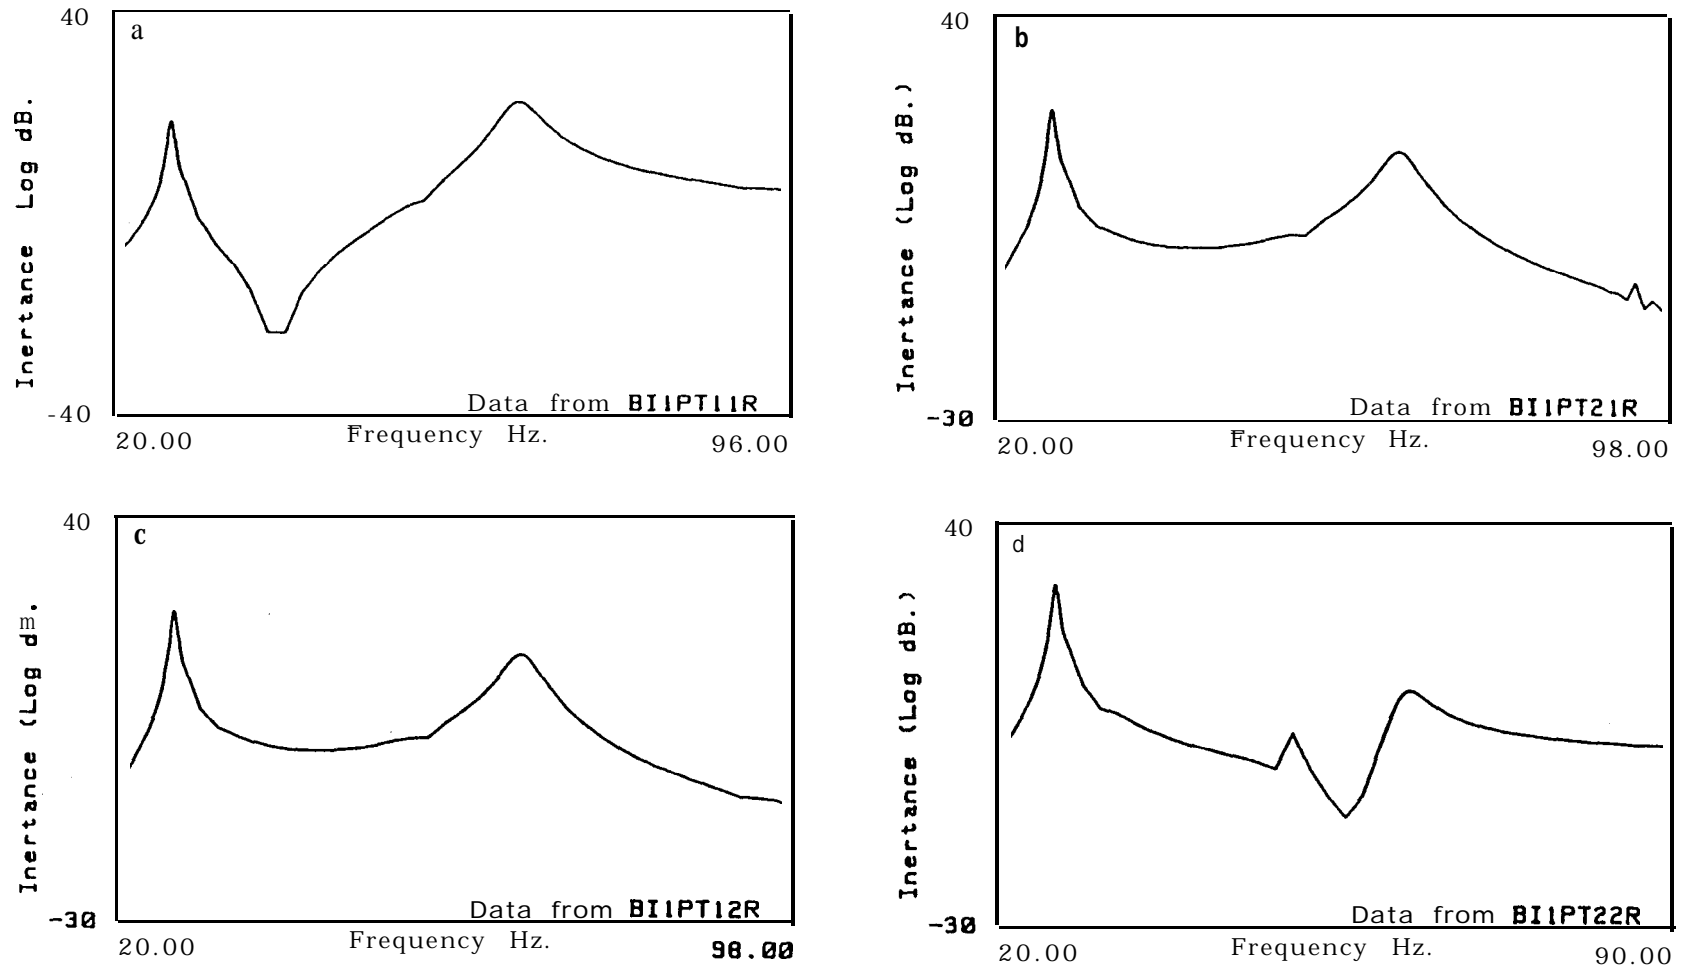 40
a
Inertance Log dB.
-40
Data from BI1PT11R
20.00
Frequency Hz.
96.00
40
b
Inertance (Log dB.)
-30
Data from BI1PT21R
20.00
Frequency Hz.
98.00
40
c
Inertance (Log dm.
-30
Data from BI1PT12R
20.00
Frequency Hz.
98.00
40
d
Inertance (Log dB.)
-30
Data from BI1PT22R
20.00
Frequency Hz.
90.00